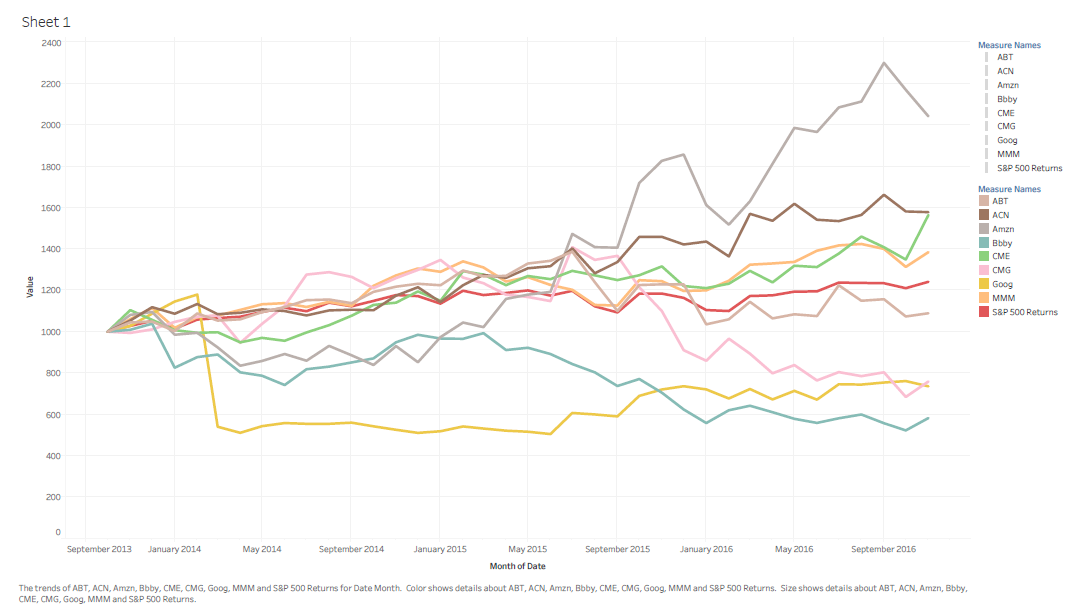 Sheet 1
Measure Names
ABT
ACN
Amzn
Bbby
CME
CMG
Goog
MMM
S&P 500 Returns
Measure Names
ABT
ACN
Amzn
Bbby
CME
CMG
Goog
MMM
S&P 500 Returns
2400
2200
2000
1800
1600
1400
1200
1000
800
600
400
200
0
Value
September 2013 January 2014 May 2014 September 2014 January 2015 May 2015 September 2015 January 2016 May 2016 September 2016
Month of Date
The trends of ABT, ACN, Amzn, Bbby, CME, CMG, Goog, MMM and S&P 500 Returns for Date Month. Color shows details about ABT, ACN, Amzn, Bbby, CME, CMG, Goog, MMM and S&P 500 Returns. Size shows details about ABT, ACN, Amzn, Bbby,
CME, CMG, Goog, MMM and S&P 500 Returns.